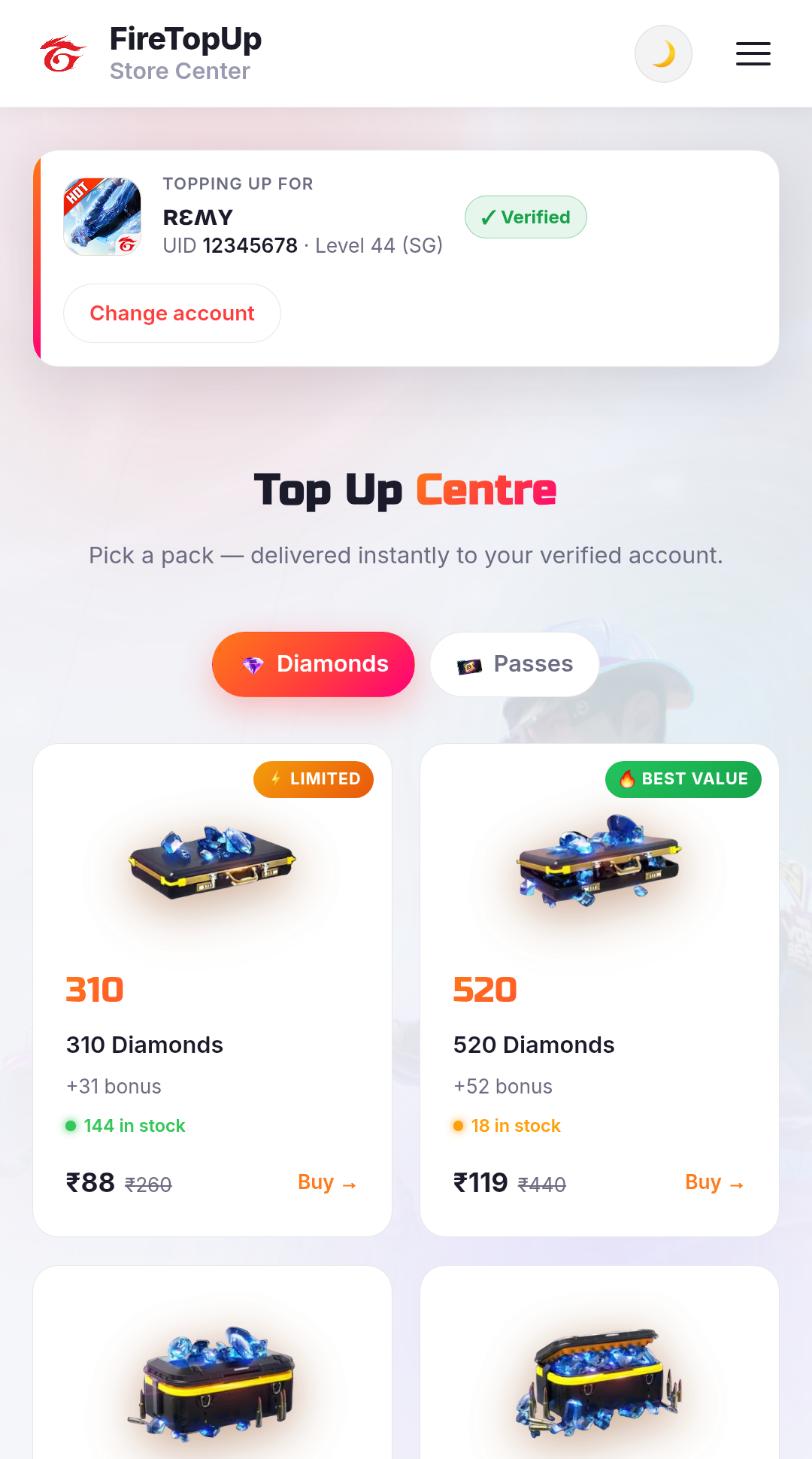 FireTopUp
Store Center
HOT
TOPPING UP FOR
ʀƐʍʏ
✓ Verified
UID 12345678 · Level 44 (SG)
Change account
Top Up Centre
Pick a pack — delivered instantly to your verified account.
Diamonds
Passes
LIMITED
BEST VALUE
310
520
310 Diamonds
520 Diamonds
+31 bonus
+52 bonus
144 in stock
18 in stock
₹88 ₹260
Buy →
₹119 ₹440
Buy →